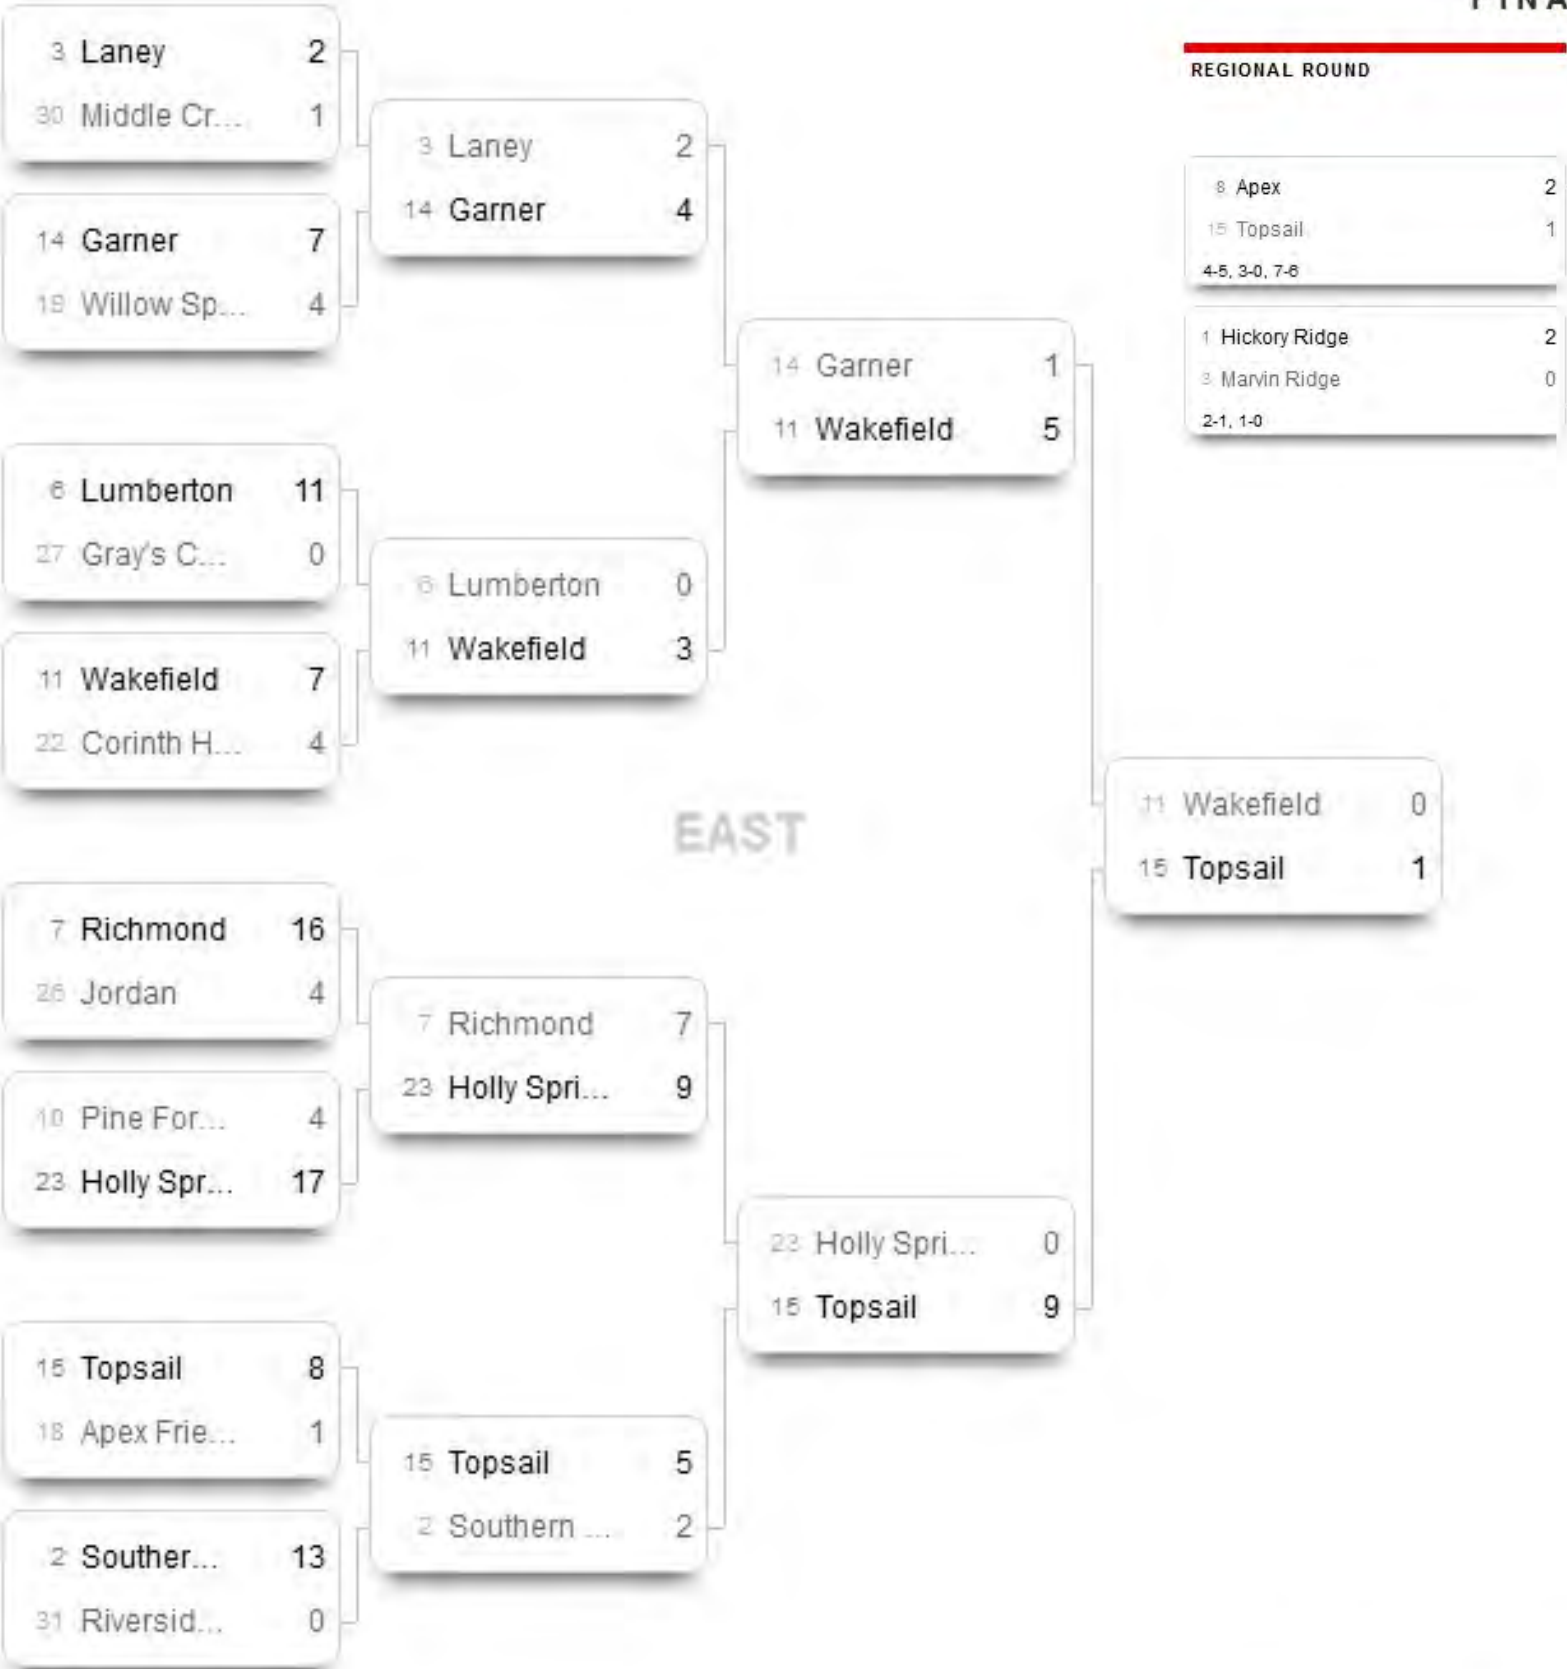 REGIONAL ROUND
8 Apex 2
15 Topsail 1
4-5, 3-0, 7-6
1 Hickory Ridge 2
3 Marvin Ridge 0
2-1, 1-0
3 Laney 2
30 Middle Cr... 1
14 Garner 7
19 Willow Sp... 4
6 Lumberton 11
27 Gray's C... 0
11 Wakefield 7
22 Corinth H... 4
7 Richmond 16
26 Jordan 4
10 Pine For... 4
23 Holly Spr... 17
15 Topsail 8
18 Apex Frie... 1
2 Souther... 13
31 Riversid... 0
3 Laney 2
14 Garner 4
6 Lumberton 0
11 Wakefield 3
7 Richmond 7
23 Holly Spri... 9
15 Topsail 5
2 Southern ... 2
14 Garner 1
11 Wakefield 5
23 Holly Spri... 0
15 Topsail 9
EAST
11 Wakefield 0
15 Topsail 1